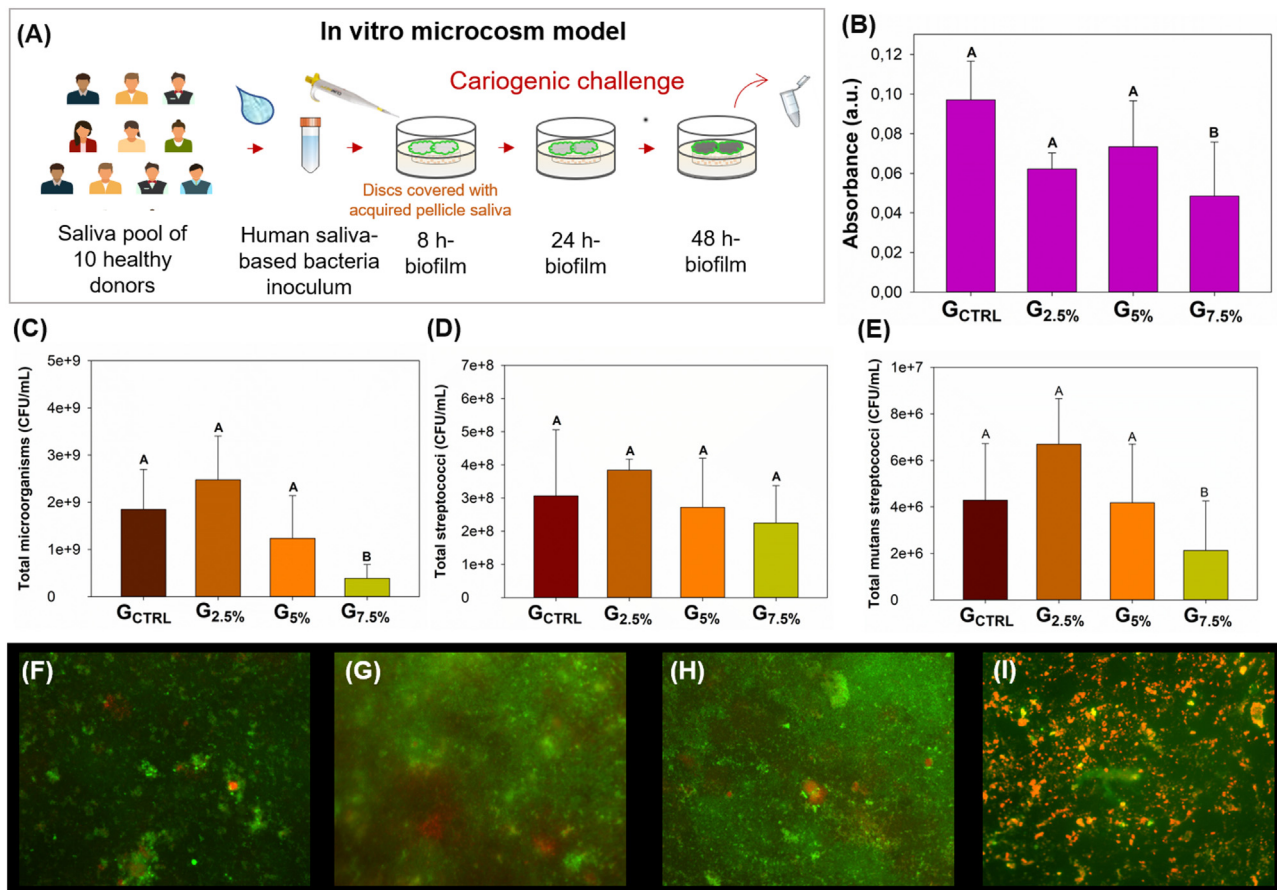 (A)
In vitro microcosm model
Cariogenic challenge
*
Discs covered with
acquired pellicle saliva
Saliva pool of
10 healthy
donors
Human saliva-
based bacteria
inoculum
8 h-
biofilm
24 h-
biofilm
48 h-
biofilm
(B)
Absorbance (a.u.)
0,12
0,10
0,08
0,06
0,04
0,02
0,00
A
A
A
B
GCTRL G2.5% G5% G7.5%
(C)
Total microorganisms (CFU/mL)
5e+9
4e+9
3e+9
2e+9
1e+9
0
A
A
A
B
GCTRL G2.5% G5% G7.5%
(D)
Total streptococci (CFU/mL)
7e+8
6e+8
5e+8
4e+8
3e+8
2e+8
1e+8
0
A
A
A
A
GCTRL G2.5% G5% G7.5%
(E)
Total mutans streptococci (CFU/mL)
1e+7
8e+6
6e+6
4e+6
2e+6
0
A
A
A
B
GCTRL G2.5% G5% G7.5%
(F)
(G)
(H)
(I)